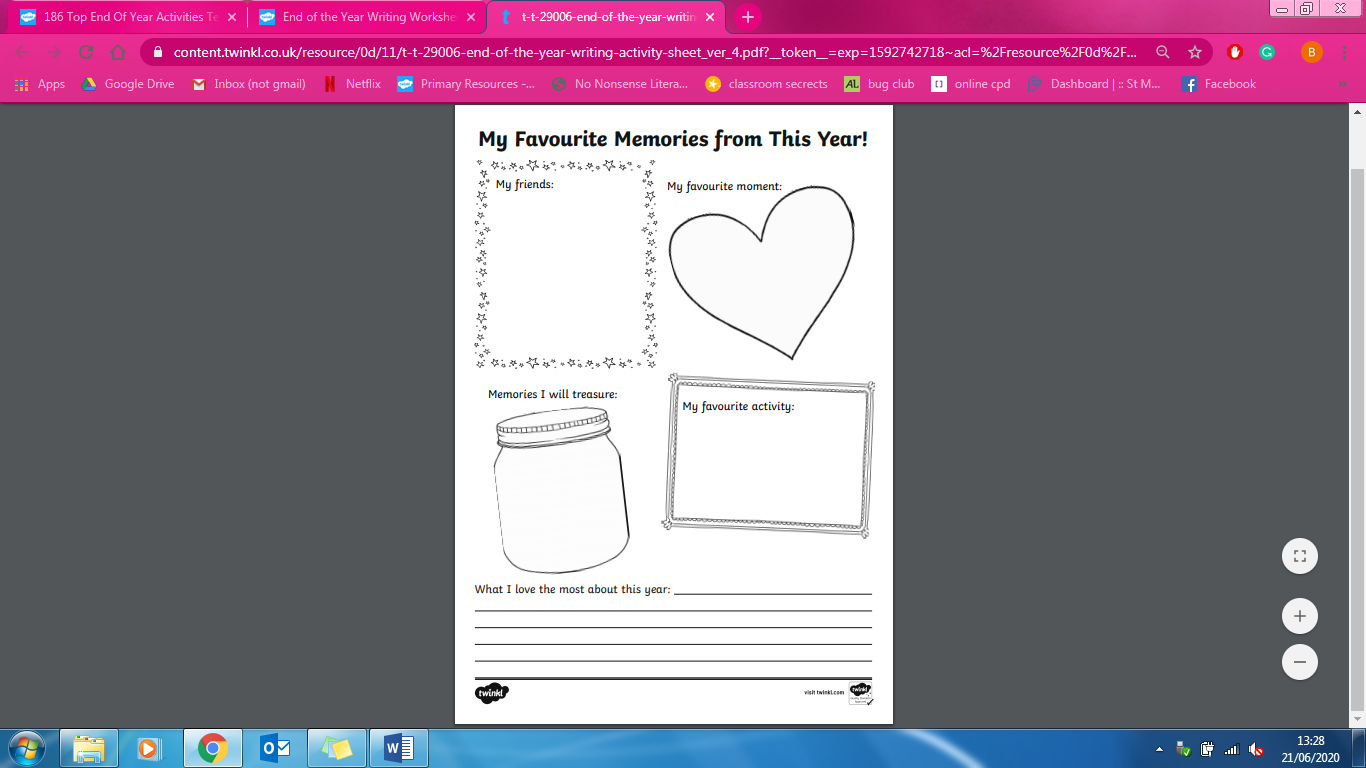 186 Top End Of Year Activities Te
End of the Year Writing Workshe
t-t-29006-end-of-the-year-writin
content.twinkl.co.uk/resource/0d/11/t-t-29006-end-of-the-year-writing-activity-sheet_ver_4.pdf?__token__=exp=1592742718~acl=%2Fresource%2F0d%2F...
B
Apps
Google Drive
Inbox (not gmail)
Netflix
Primary Resources -...
No Nonsense Litera...
classroom secrects
AL
bug club
online cpd
Dashboard | :: St M...
Facebook
»
My Favourite Memories from This Year!
My friends:
My favourite moment:
Memories I will treasure:
My favourite activity:
What I love the most about this year:
twinkl
visit twinkl.com
twinkl
13:28
21/06/2020